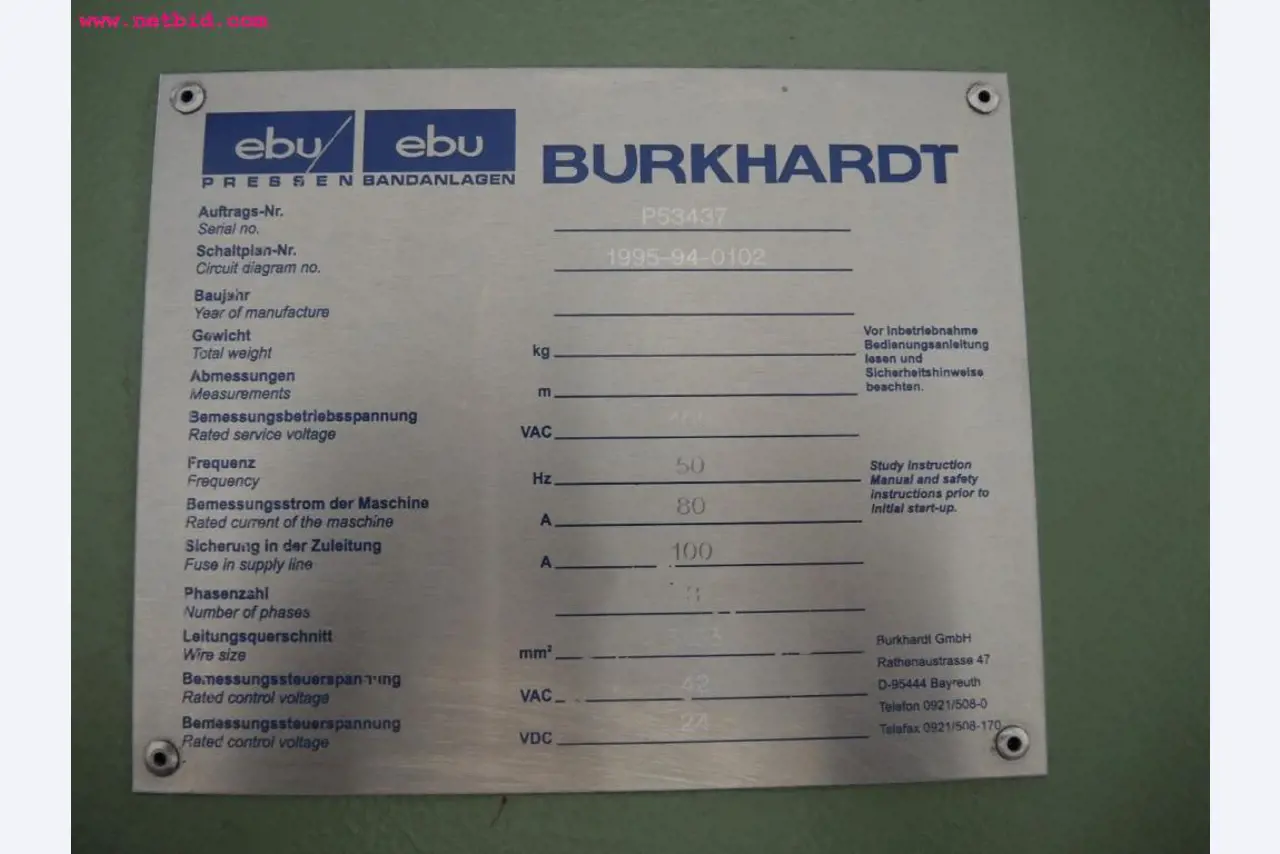 www.netbid.com
ebu ebu
PRESSEN BANDANLAGEN
BURKHARDT
Auftrags-Nr.
Serial no. P53437
Schaltplan-Nr.
Circuit diagram no. 1995-94-0102
Baujahr
Year of manufacture
Gewicht
Total weight kg
Abmessungen
Measurements m
Bemessungsbetriebsspannung
Rated service voltage VAC
Frequenz
Frequency Hz 50
Bemessungsstrom der Maschine
Rated current of the maschine A 80
Sicherung in der Zuleitung
Fuse in supply line A 100
Phasenzahl
Number of phases
Leitungsquerschnitt
Wire size mm²
Bemessungssteuerspannung
Rated control voltage VAC 42
Bemessungssteuerspannung
Rated control voltage VDC 24
Vor Inbetriebnahme
Bedienungsanleitung
lesen und
Sicherheitshinweise
beachten.
Study instruction
Manual and safety
instructions prior to
initial start-up.
Burkhardt GmbH
Rathenaustrasse 47
D-95444 Bayreuth
Telefon 0921/508-0
Telefax 0921/508-170